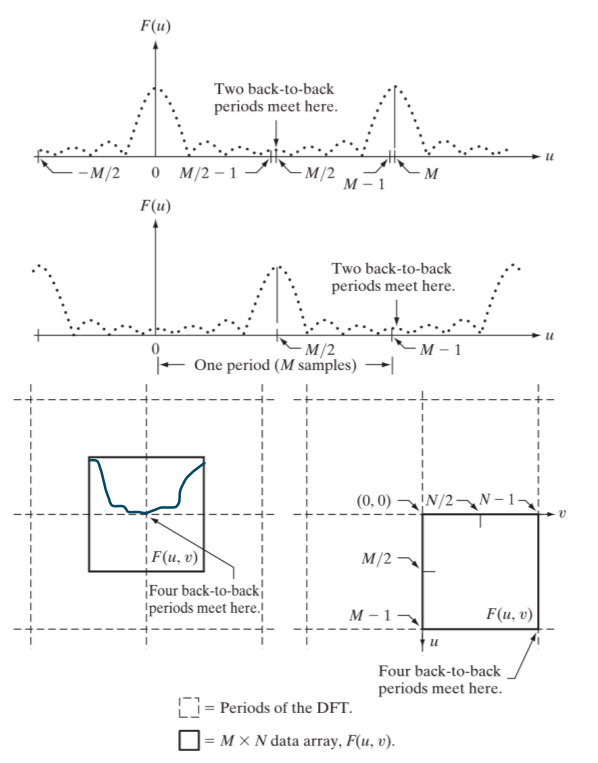 F(u)
Two back-to-back
periods meet here.
u
−M/2
0
M/2 − 1
M/2
M − 1
M
F(u)
Two back-to-back
periods meet here.
u
0
M/2
M − 1
One period (M samples)
(0, 0)
N/2
N − 1
v
F(u, v)
M/2
Four back-to-back
periods meet here.
M − 1
F(u, v)
u
Four back-to-back
periods meet here.
= Periods of the DFT.
= M × N data array, F(u, v).